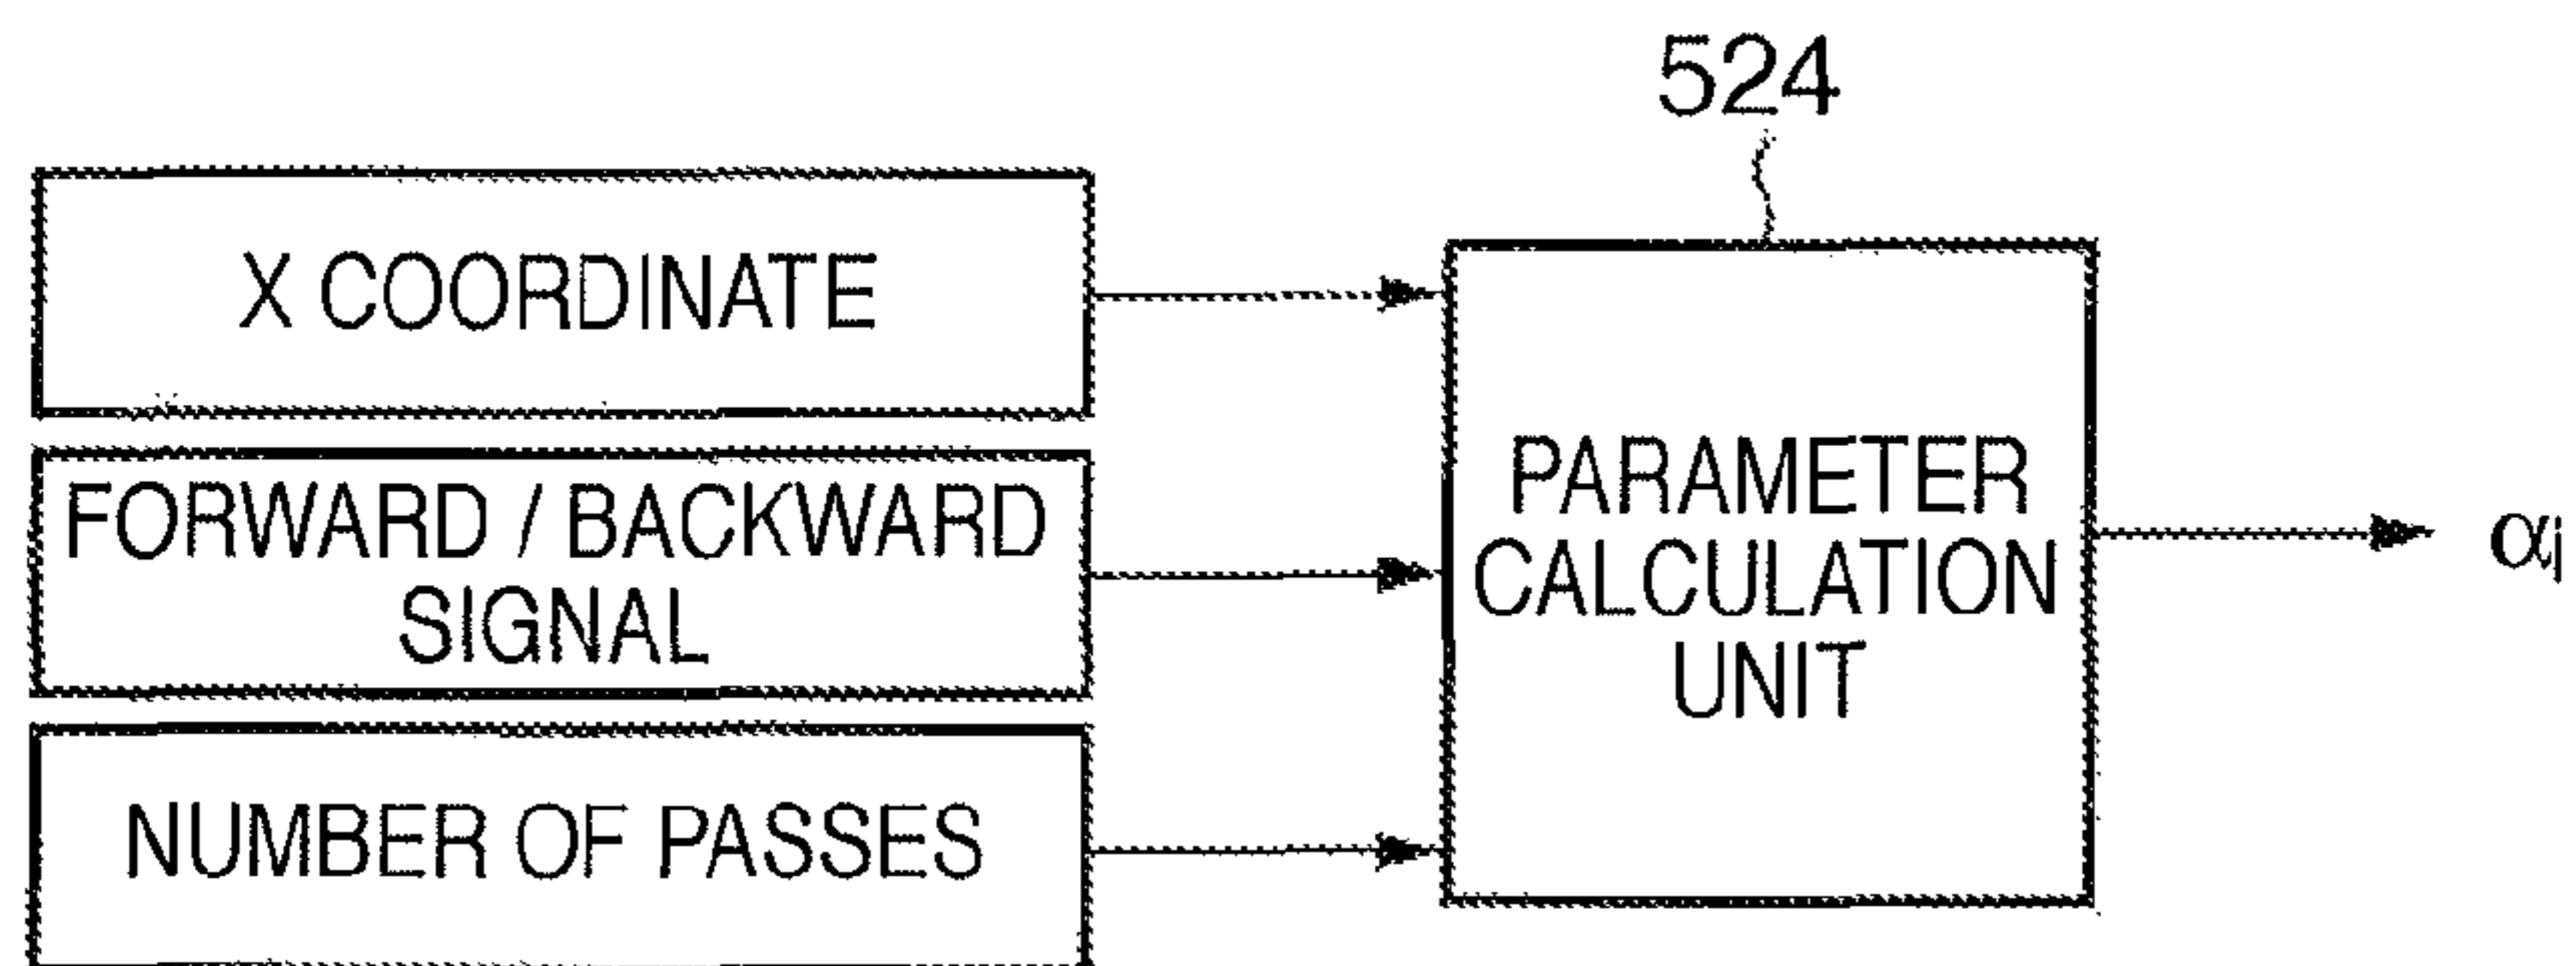 524
X COORDINATE
FORWARD / BACKWARD
SIGNAL
NUMBER OF PASSES
PARAMETER
CALCULATION
UNIT
αj